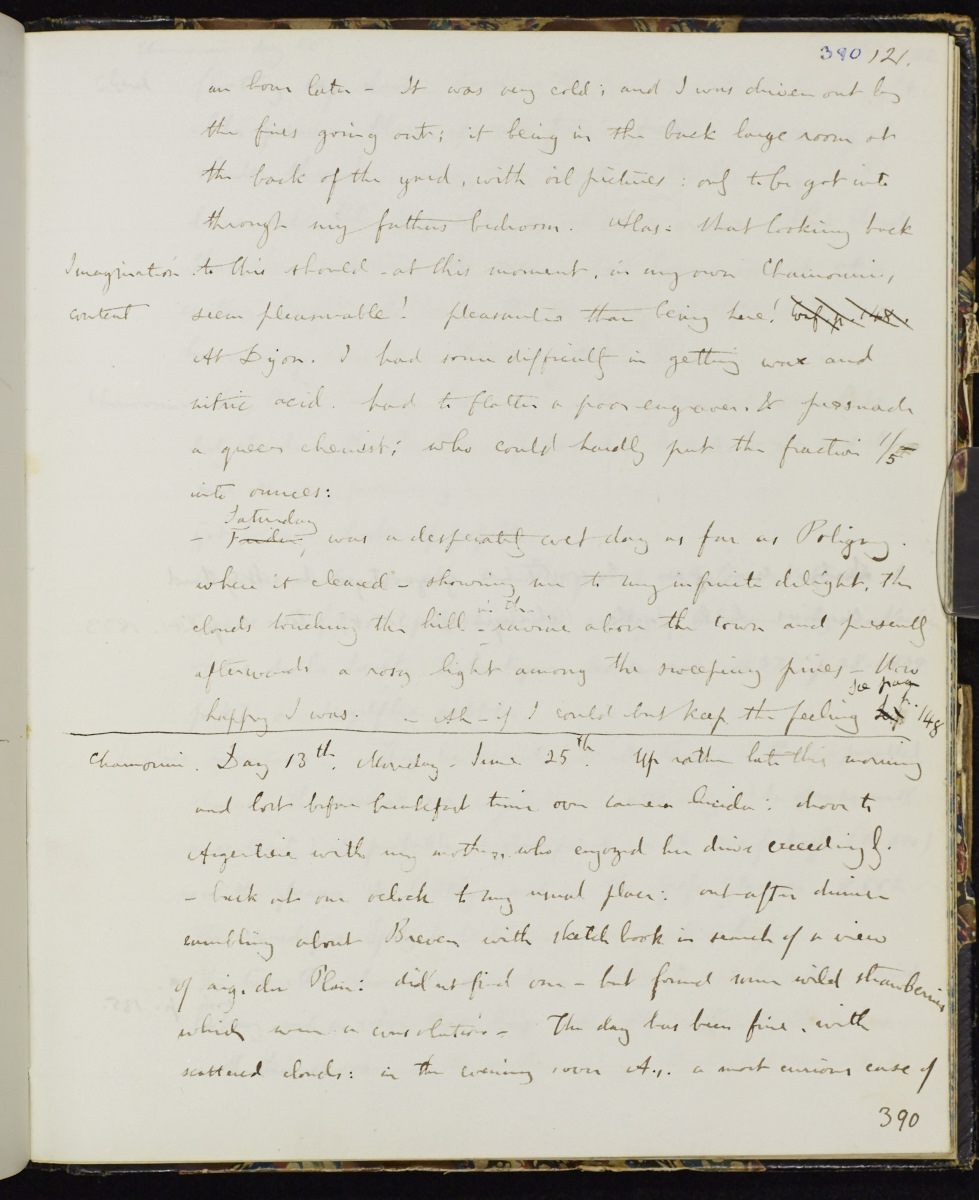 380 121.
an hour later - It was very cold; and I was driven out by
the fires going out; it being in the back large room at
the back of the yard, with oil pictures: only to be got into
through my fathers bedroom. Alas - that looking back
Imagination to this should - at this moment, in my own Chamouni,
content seem pleasurable! pleasanter than being here!
At Dijon. I had some difficulty in getting wax and
nitric acid. had to flatter a poor engraver. & persuade
a queer chemist; who could hardly put the fraction 1/5
into ounces:
Saturday
- Friday, was a desperately wet day as far as Poligny.
where it cleared - showing me to my infinite delight, the
in the
clouds touching the hill - ravine above the town and presently
afterwards a rosy light among the sweeping pines - How
see page
happy I was. - Ah - if I could but keep the feeling 148
Chamouni. Day 13th. Monday - June 25th. Up rather late this morning
and lost before breakfast time over camera lucida: drove to
Argentiere with my mother, who enjoyed her drive exceedingly.
- back at one oclock to my usual place: out after dinner
rambling about Breven with sketch book in search of a view
of aig. du Plan: did not find one - but found some wild strawberries
which were a consolation - The day has been fine, with
scattered clouds: in the evening over A., a most curious case of
390